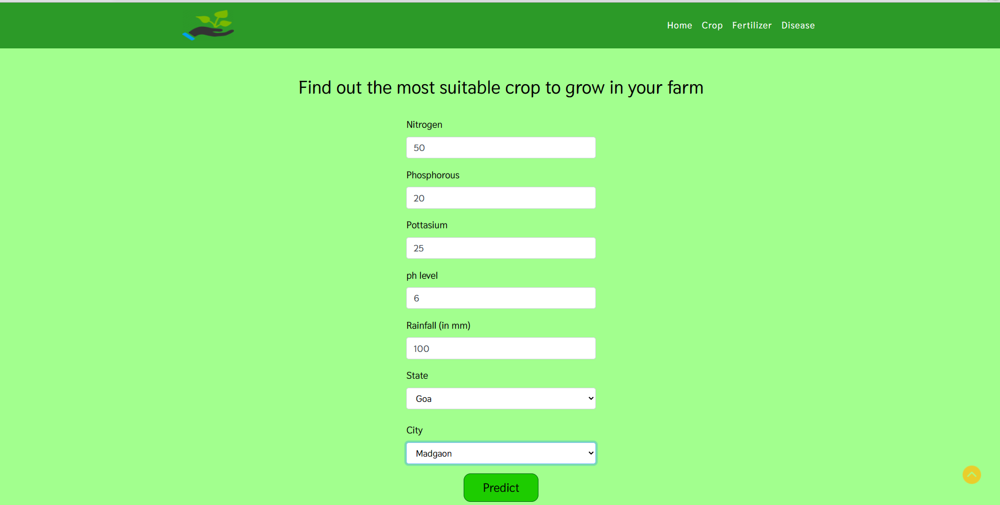 Home Crop Fertilizer Disease
Find out the most suitable crop to grow in your farm
Nitrogen
50
Phosphorous
20
Pottasium
25
ph level
6
Rainfall (in mm)
100
State
Goa
City
Madgaon
Predict